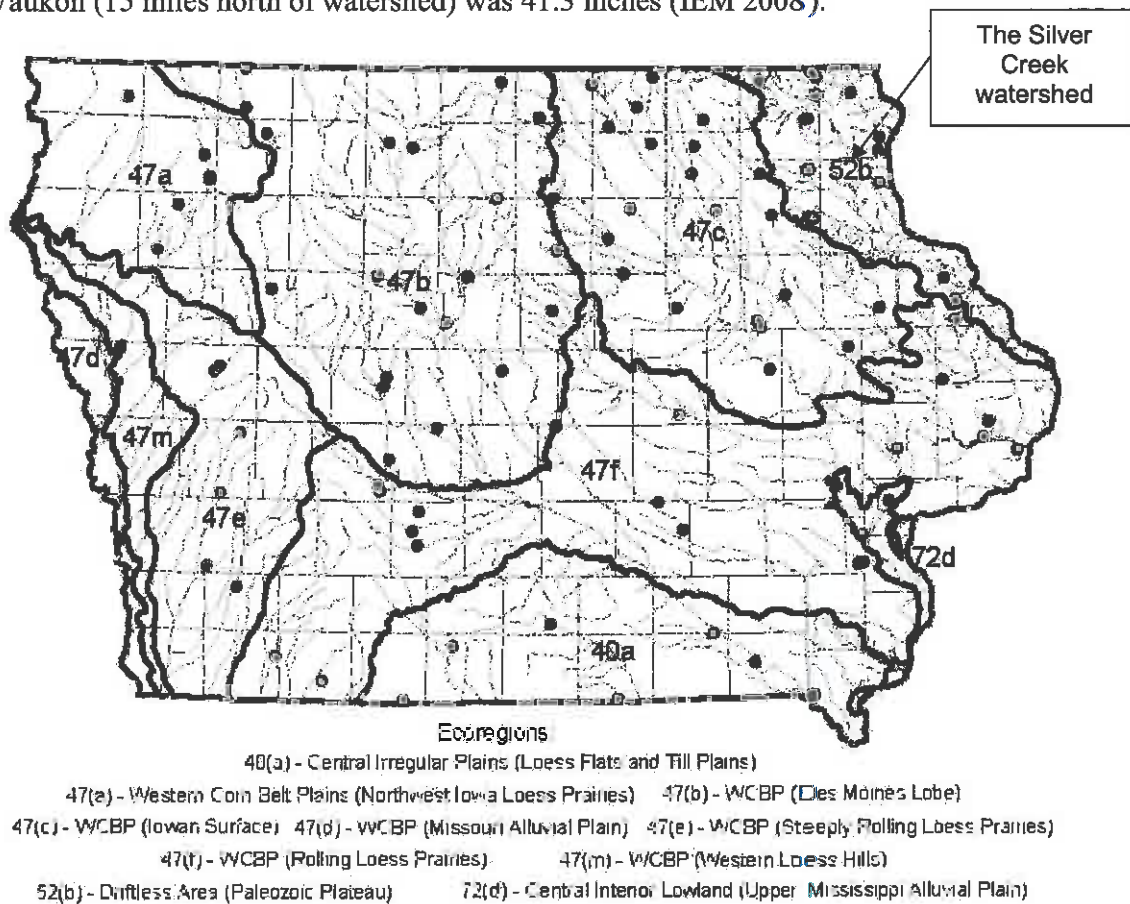 (15 miles north of watershed) was 41.3 inches (IEM 2008).
The Silver
Creek
watershed
47a
52b
47c
47b
47d
47m
47f
47e
72d
40a
Ecoregions
40(a) - Central Irregular Plains (Loess Flats and Till Plains)
47(a) - Western Corn Belt Plains (Northwest Iowa Loess Prairies) 47(b) - WCBP (Des Moines Lobe)
47(c) - WCBP (Iowan Surface) 47(d) - WCBP (Missouri Alluvial Plain) 47(e) - WCBP (Steeply Rolling Loess Prairies)
47(f) - WCBP (Rolling Loess Prairies) 47(m) - WCBP (Western Loess Hills)
52(b) - Driftless Area (Paleozoic Plateau) 72(d) - Central Interior Lowland (Upper Mississippi Alluvial Plain)